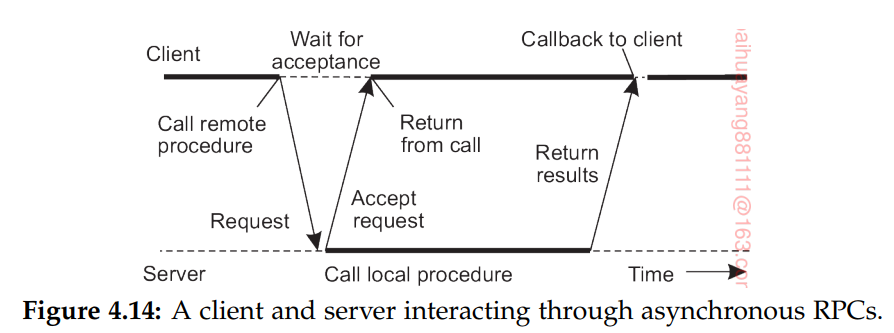 Client
Wait for
acceptance
Callback to client
Call remote
procedure
Return
from call
Return
results
Request
Accept
request
Server
Call local procedure
Time
Figure 4.14: A client and server interacting through asynchronous RPCs.